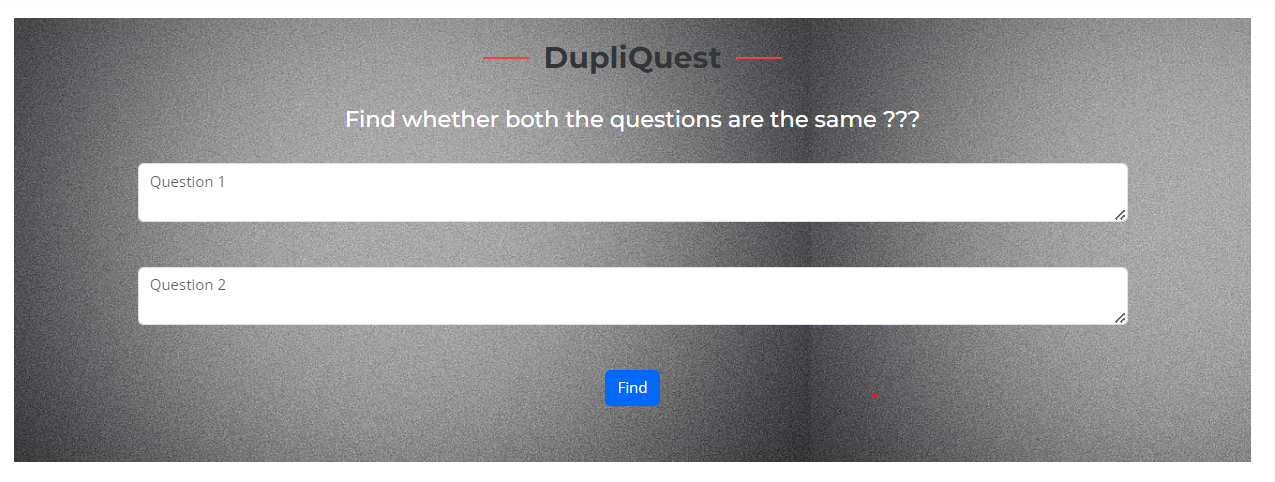 DupliQuest
Find whether both the questions are the same ???
Question 1
Question 2
Find